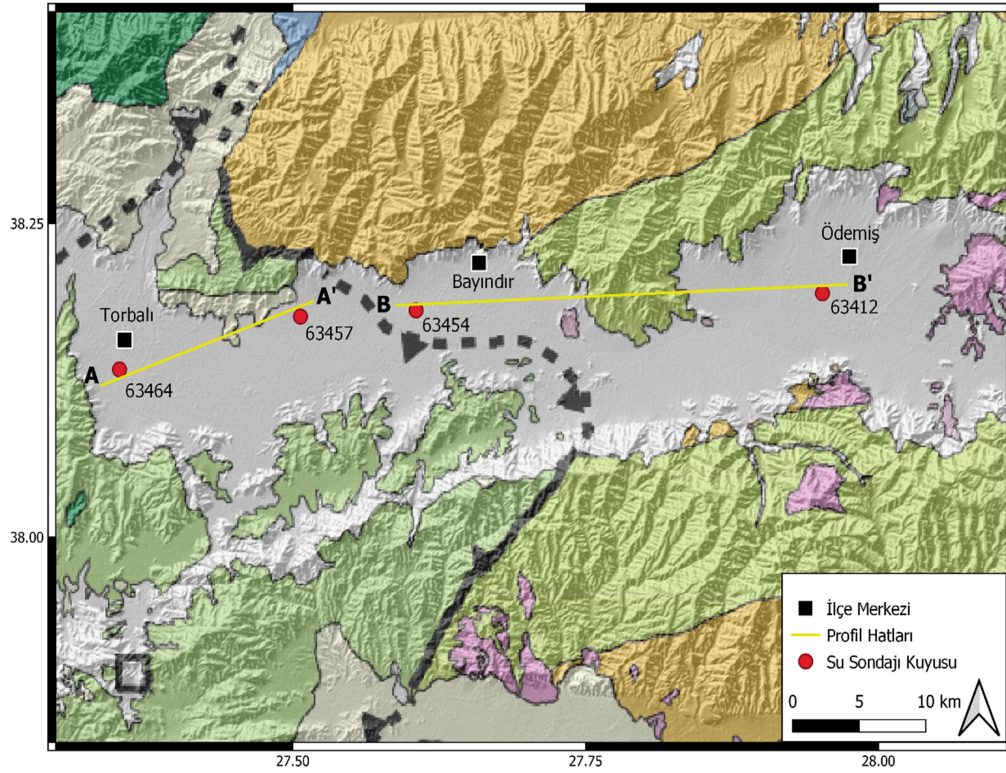 38.25
Ödemiş
Bayındır
A'
B
B'
63412
63454
63457
Torbalı
A
63464
38.00
İlçe Merkezi
Profil Hatları
Su Sondajı Kuyusu
0 5 10 km
27.50 27.75 28.00